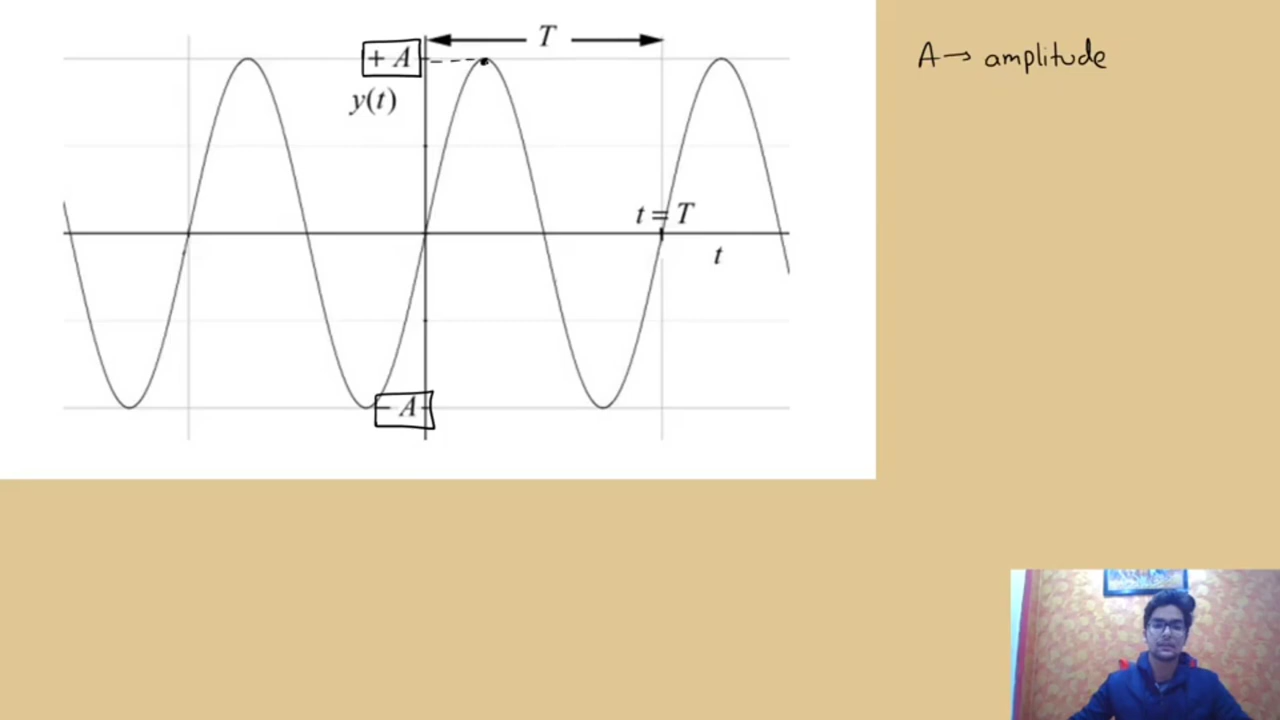 T
+ A
A → amplitude
y(t)
t = T
t
− A